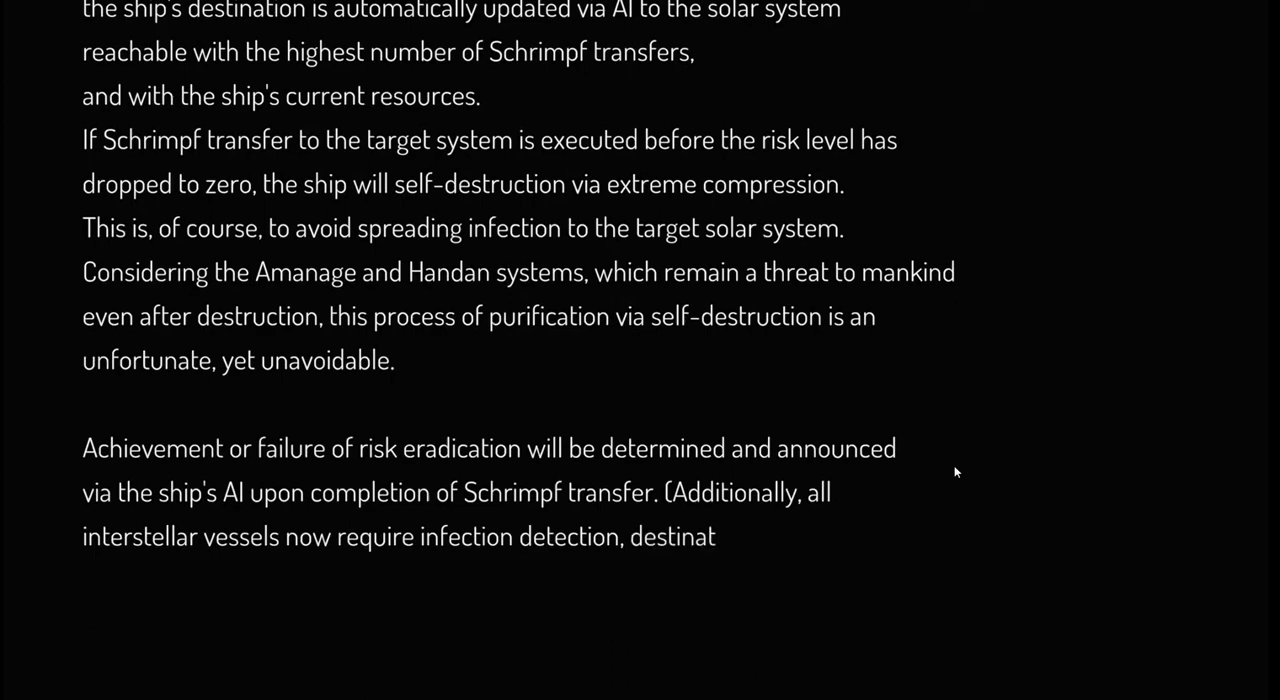 the ship's destination is automatically updated via AI to the solar system
reachable with the highest number of Schrimpf transfers,
and with the ship's current resources.
If Schrimpf transfer to the target system is executed before the risk level has
dropped to zero, the ship will self-destruction via extreme compression.
This is, of course, to avoid spreading infection to the target solar system.
Considering the Amanage and Handan systems, which remain a threat to mankind
even after destruction, this process of purification via self-destruction is an
unfortunate, yet unavoidable.
Achievement or failure of risk eradication will be determined and announced
via the ship's AI upon completion of Schrimpf transfer. (Additionally, all
interstellar vessels now require infection detection, destinat